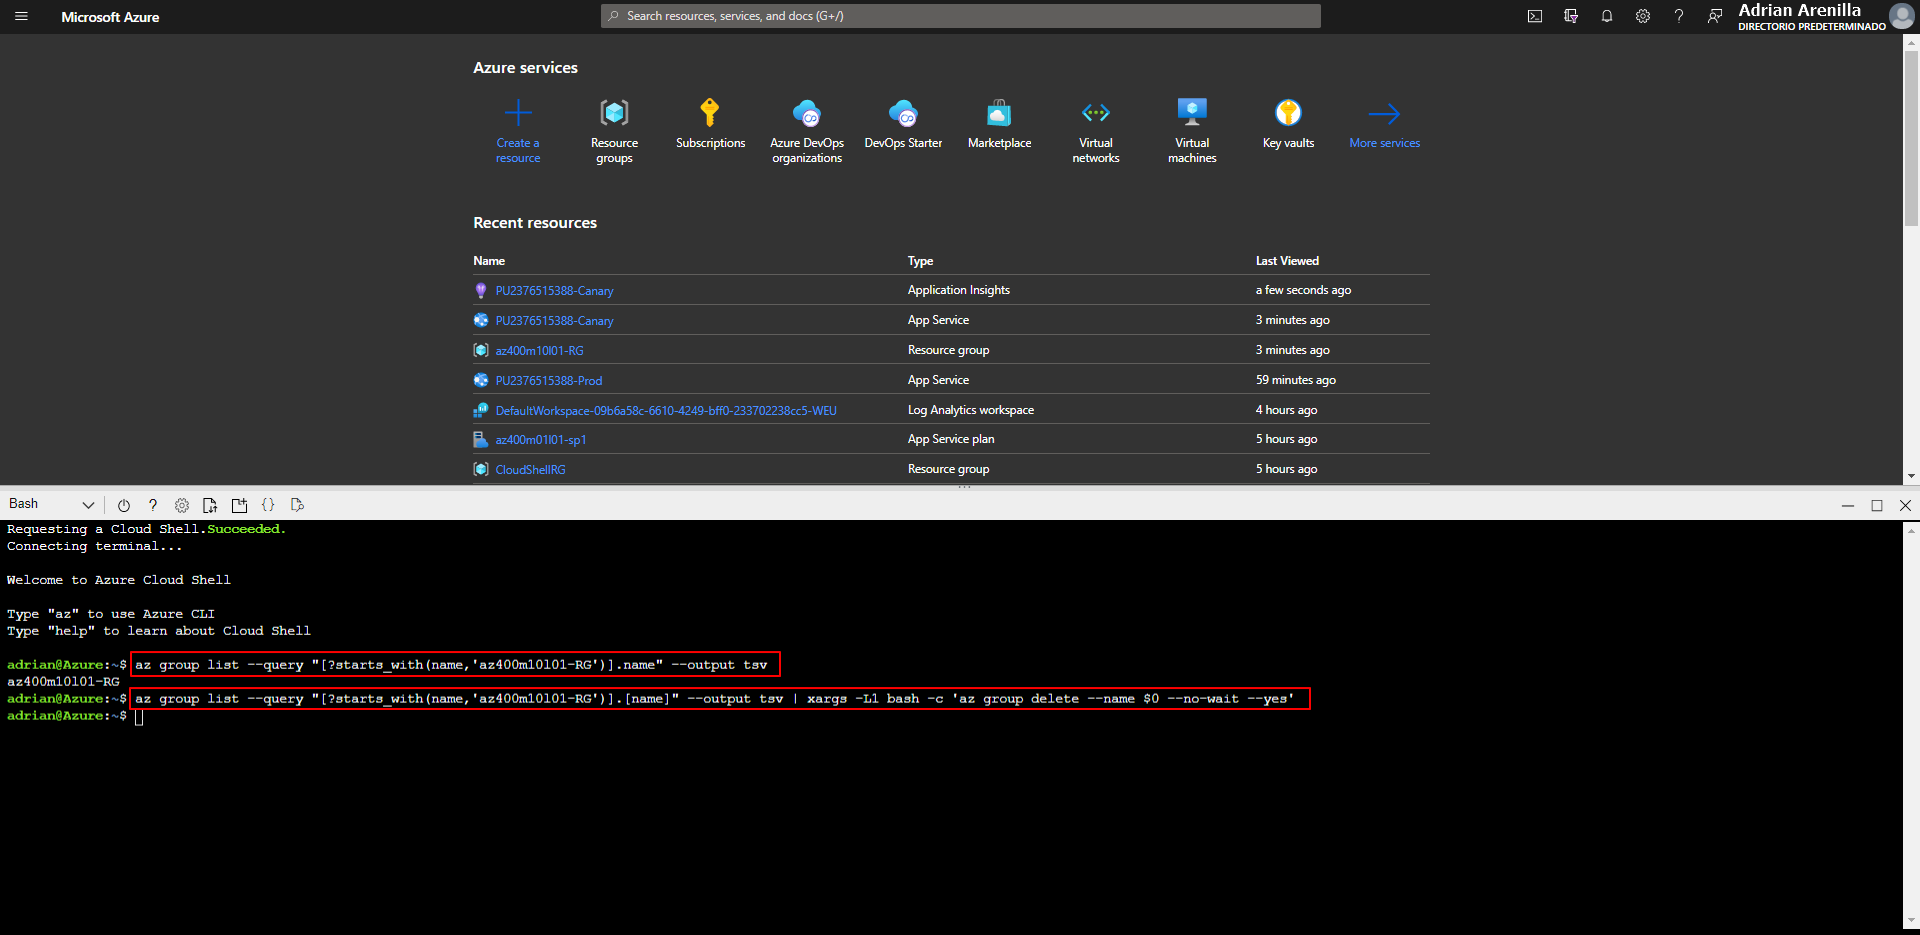 Microsoft Azure
Search resources, services, and docs (G+/)
Adrian Arenilla
DIRECTORIO PREDETERMINADO
Azure services
Create a resource
Resource groups
Subscriptions
Azure DevOps organizations
DevOps Starter
Marketplace
Virtual networks
Virtual machines
Key vaults
More services
Recent resources
Name Type Last Viewed
PU2376515388-Canary Application Insights a few seconds ago
PU2376515388-Canary App Service 3 minutes ago
az400m10l01-RG Resource group 3 minutes ago
PU2376515388-Prod App Service 59 minutes ago
DefaultWorkspace-09b6a58c-6610-4249-bff0-233702238cc5-WEU Log Analytics workspace 4 hours ago
az400m01l01-sp1 App Service plan 5 hours ago
CloudShellRG Resource group 5 hours ago
Bash
Requesting a Cloud Shell.Succeeded.
Connecting terminal...
Welcome to Azure Cloud Shell
Type "az" to use Azure CLI
Type "help" to learn about Cloud Shell
adrian@Azure:~$ az group list --query "[?starts_with(name,'az400m10l01-RG')].name" --output tsv
az400m10l01-RG
adrian@Azure:~$ az group list --query "[?starts_with(name,'az400m10l01-RG')].[name]" --output tsv | xargs -L1 bash -c 'az group delete --name $0 --no-wait --yes'
adrian@Azure:~$